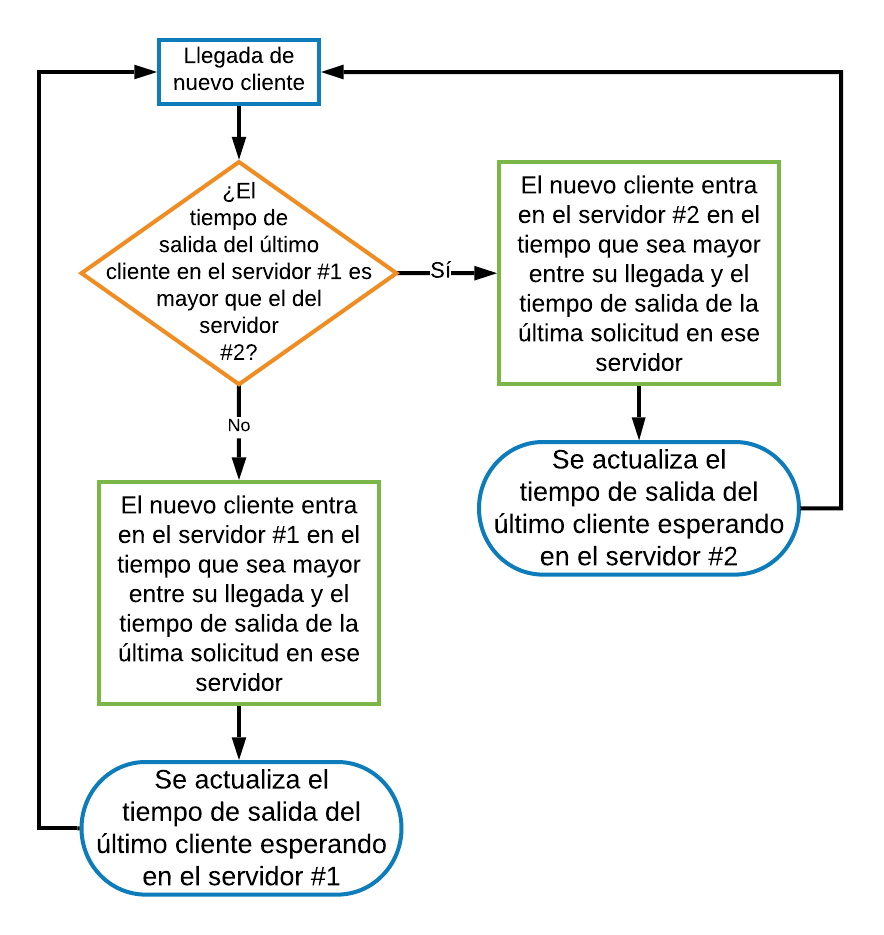 Llegada de
nuevo cliente
¿El
tiempo de
salida del último
cliente en el servidor #1 es
mayor que el del
servidor
#2?
Sí
El nuevo cliente entra
en el servidor #2 en el
tiempo que sea mayor
entre su llegada y el
tiempo de salida de la
última solicitud en ese
servidor
Se actualiza el
tiempo de salida del
último cliente esperando
en el servidor #2
No
El nuevo cliente entra
en el servidor #1 en el
tiempo que sea mayor
entre su llegada y el
tiempo de salida de la
última solicitud en ese
servidor
Se actualiza el
tiempo de salida del
último cliente esperando
en el servidor #1